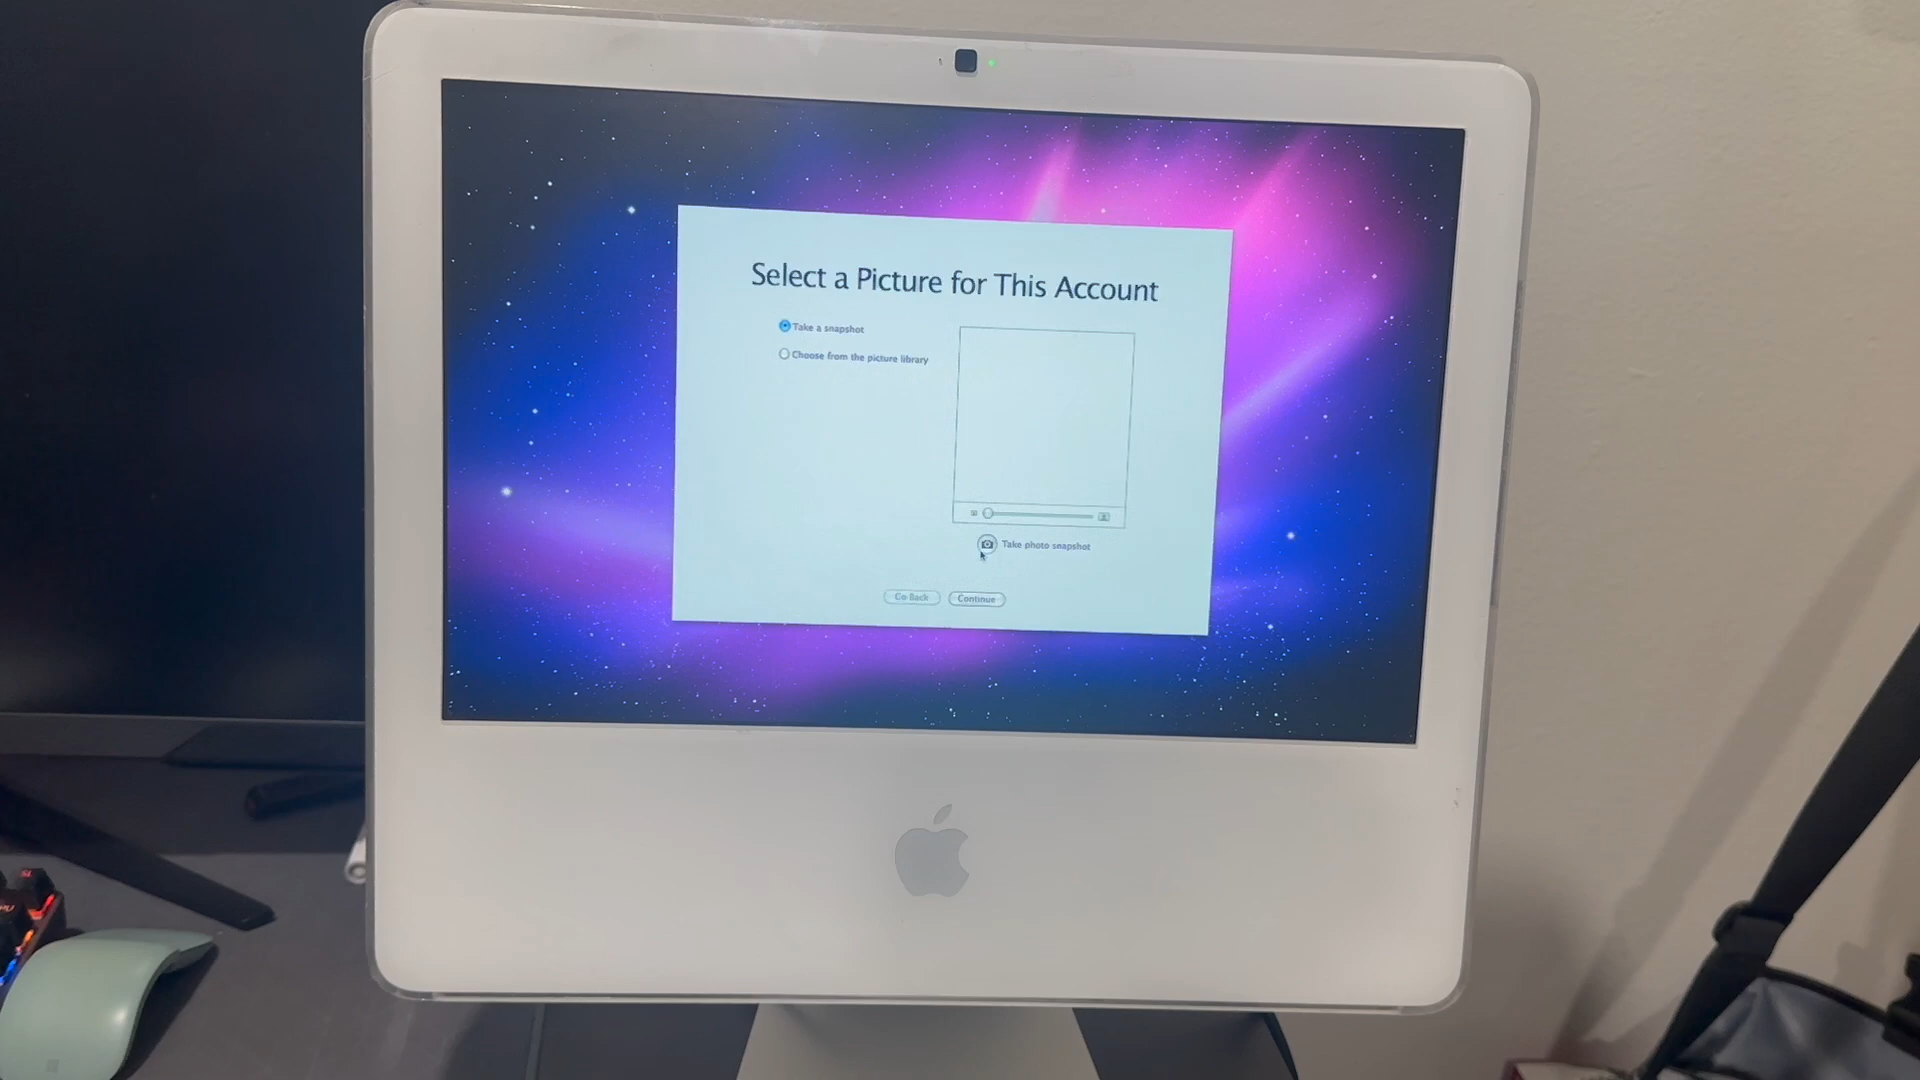 Select a Picture for This Account
Take a snapshot
Choose from the picture library
Take photo snapshot
Go Back
Continue